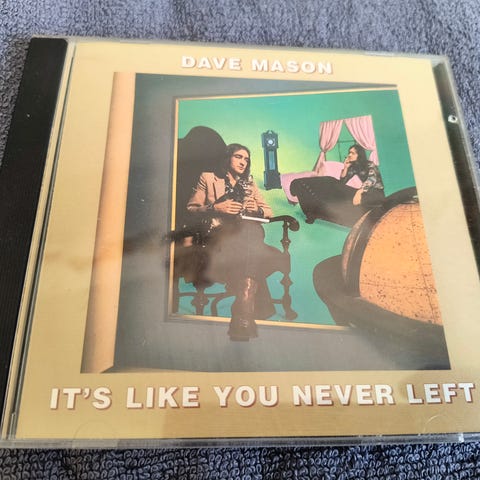 DAVE MASON
IT'S LIKE YOU NEVER LEFT